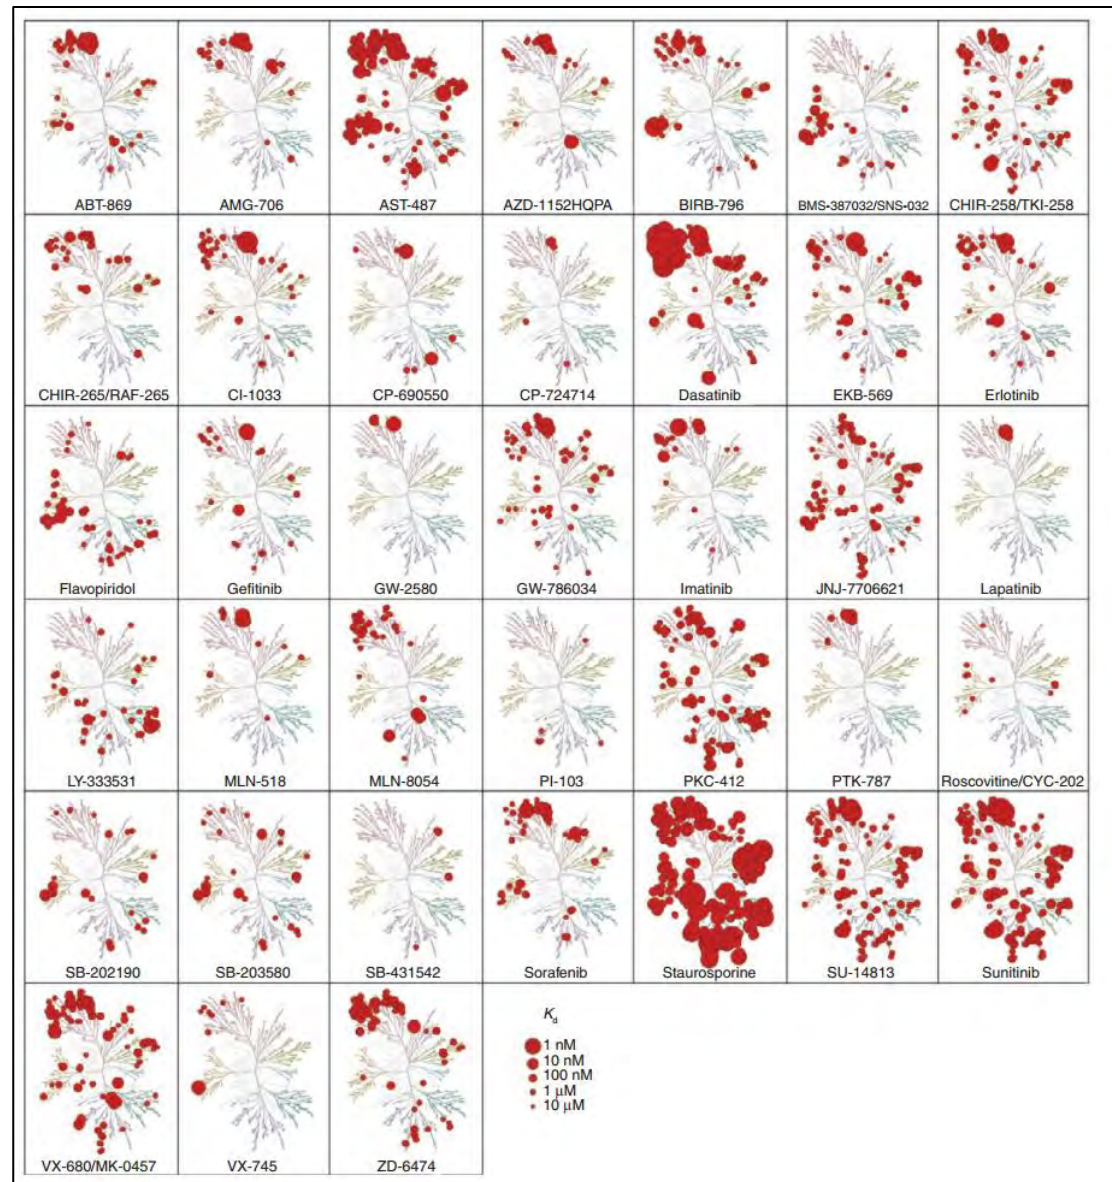 ABT-869 AMG-706 AST-487 AZD-1152HQPA BIRB-796 BMS-387032/SNS-032 CHIR-258/TKI-258
CHIR-265/RAF-265 CI-1033 CP-690550 CP-724714 Dasatinib EKB-569 Erlotinib
Flavopiridol Gefitinib GW-2580 GW-786034 Imatinib JNJ-7706621 Lapatinib
LY-333531 MLN-518 MLN-8054 PI-103 PKC-412 PTK-787 Roscovitine/CYC-202
SB-202190 SB-203580 SB-431542 Sorafenib Staurosporine SU-14813 Sunitinib
Kd
1 nM
10 nM
100 nM
1 μM
10 μM
VX-680/MK-0457 VX-745 ZD-6474